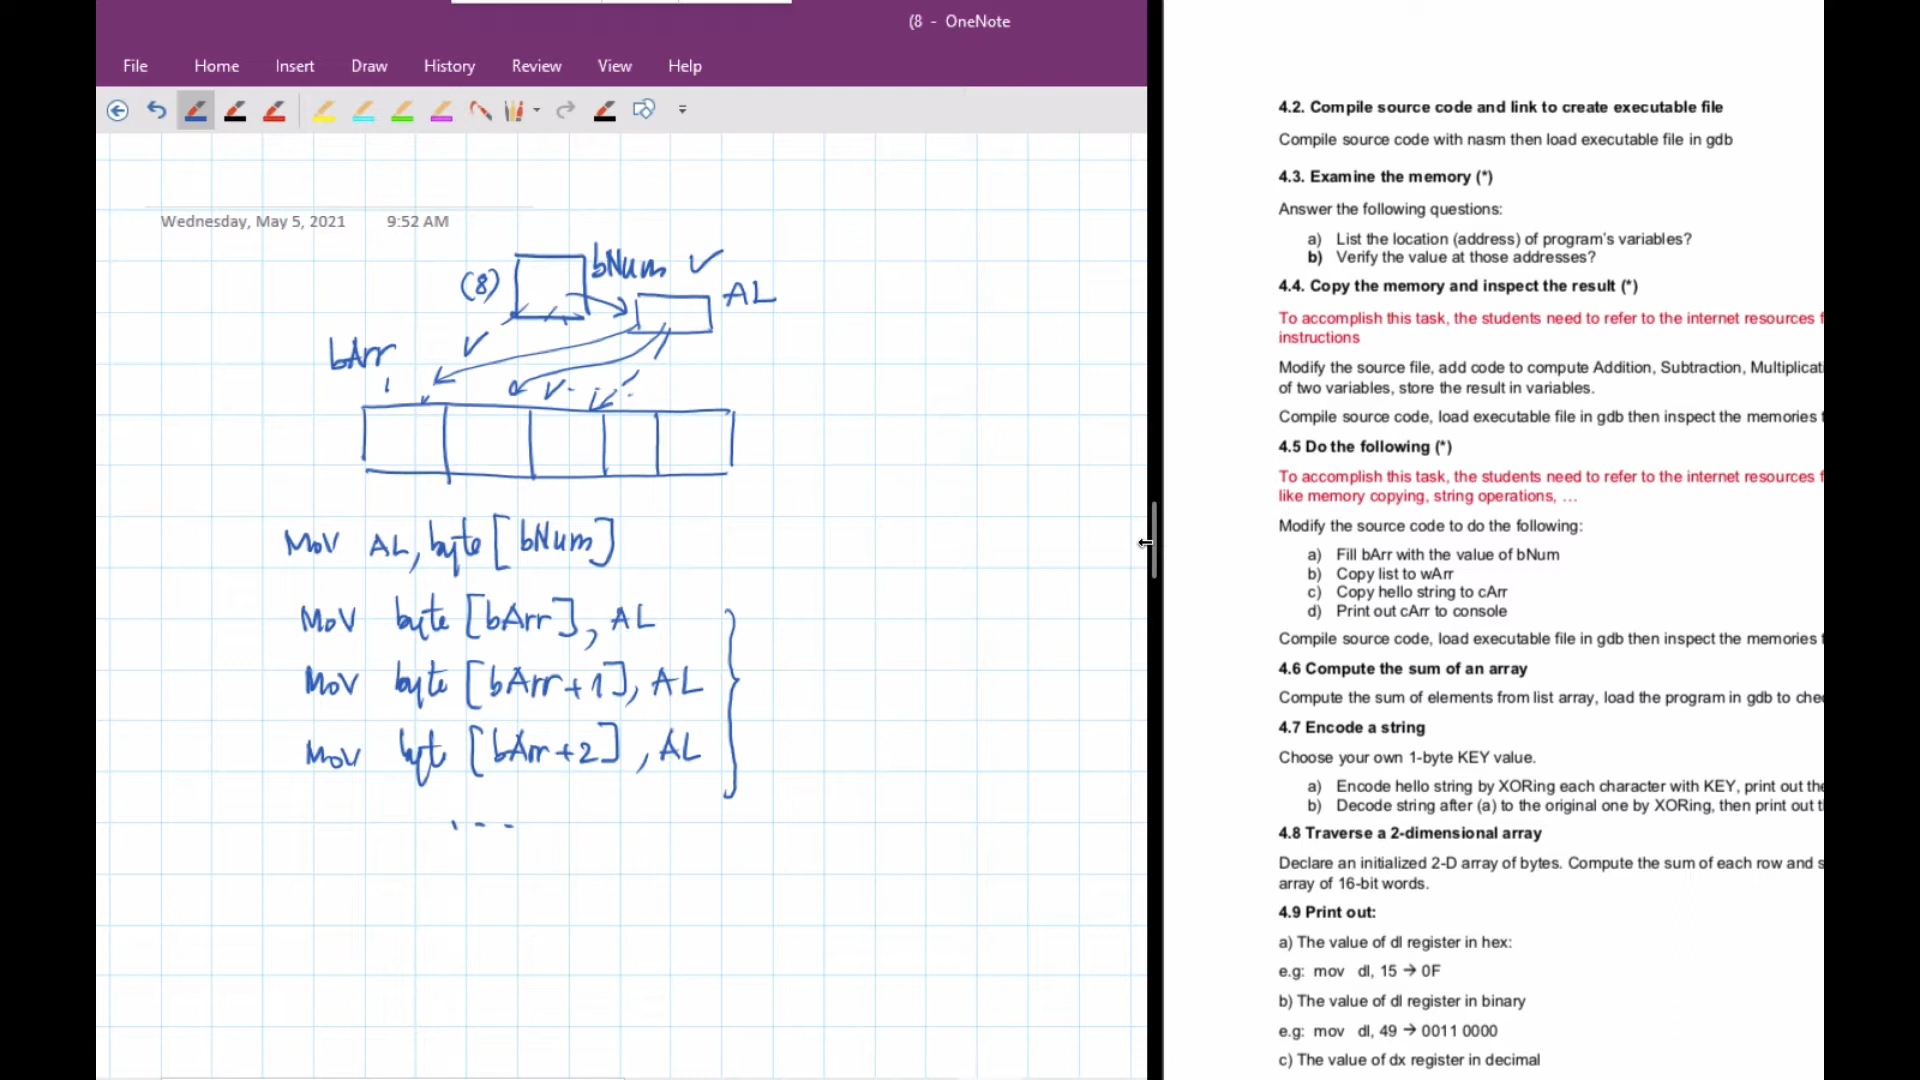 (8 - OneNote
File Home Insert Draw History Review View Help
Wednesday, May 5, 2021 9:52 AM
(8) bNum
AL
bArr
MOV AL, byte [bNum]
MOV byte [bArr], AL
MOV byte [bArr+1], AL
MOV byt [bArr+2], AL
...
4.2. Compile source code and link to create executable file
Compile source code with nasm then load executable file in gdb
4.3. Examine the memory (*)
Answer the following questions:
a) List the location (address) of program's variables?
b) Verify the value at those addresses?
4.4. Copy the memory and inspect the result (*)
To accomplish this task, the students need to refer to the internet resources f
instructions
Modify the source file, add code to compute Addition, Subtraction, Multiplicati
of two variables, store the result in variables.
Compile source code, load executable file in gdb then inspect the memories
4.5 Do the following (*)
To accomplish this task, the students need to refer to the internet resources f
like memory copying, string operations, ...
Modify the source code to do the following:
a) Fill bArr with the value of bNum
b) Copy list to wArr
c) Copy hello string to cArr
d) Print out cArr to console
Compile source code, load executable file in gdb then inspect the memories
4.6 Compute the sum of an array
Compute the sum of elements from list array, load the program in gdb to che
4.7 Encode a string
Choose your own 1-byte KEY value.
a) Encode hello string by XORing each character with KEY, print out the
b) Decode string after (a) to the original one by XORing, then print out t
4.8 Traverse a 2-dimensional array
Declare an initialized 2-D array of bytes. Compute the sum of each row and s
array of 16-bit words.
4.9 Print out:
a) The value of dl register in hex:
e.g: mov dl, 15 → 0F
b) The value of dl register in binary
e.g: mov dl, 49 → 0011 0000
c) The value of dx register in decimal